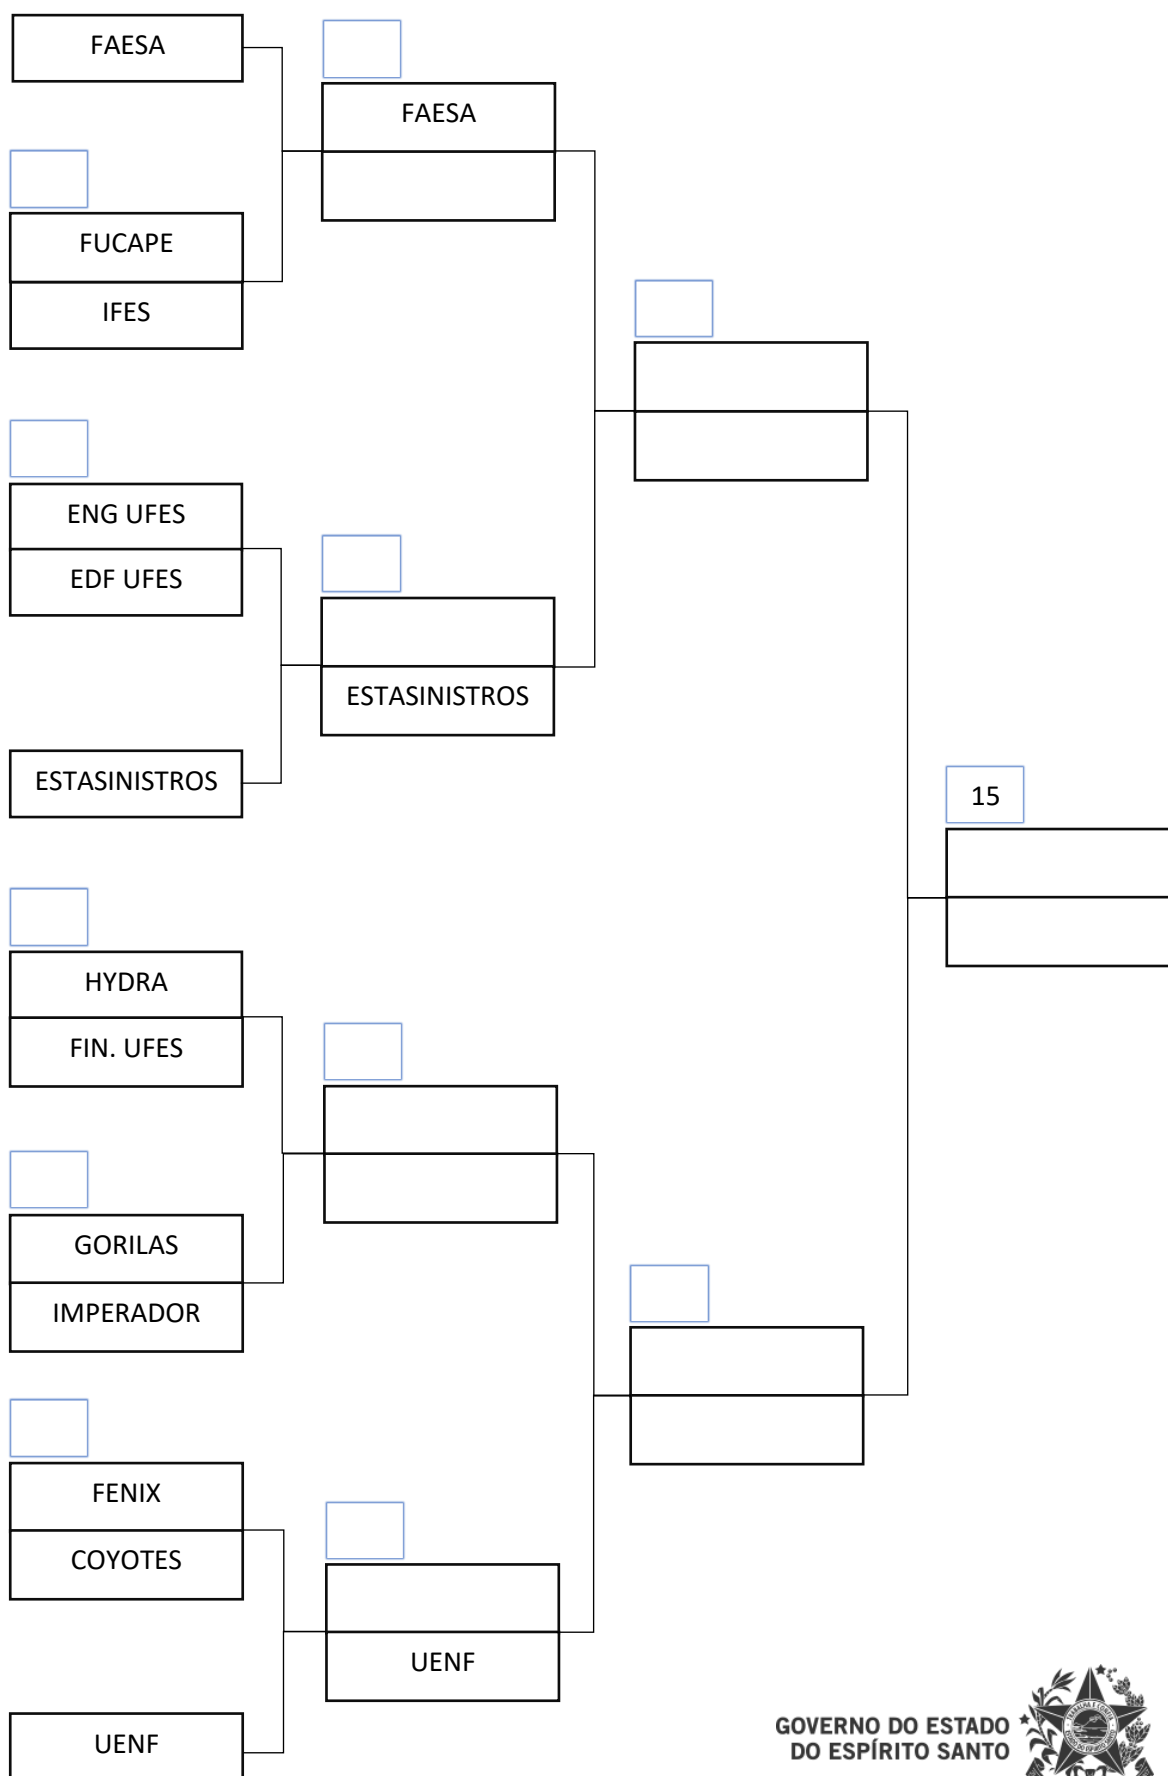 FAESA
FAESA
FUCAPE
IFES
ENG UFES
EDF UFES
ESTASINISTROS
ESTASINISTROS
15
HYDRA
FIN. UFES
GORILAS
IMPERADOR
FENIX
COYOTES
UENF
UENF
GOVERNO DO ESTADO
DO ESPÍRITO SANTO